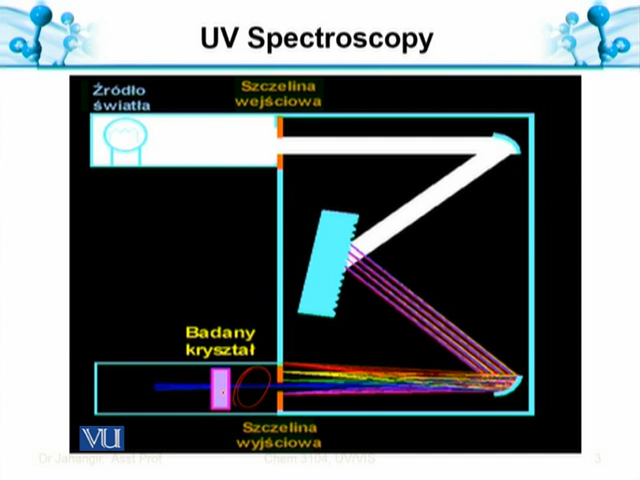 UV Spectroscopy
Źródło
światła
Szczelina
wejściowa
Badany
kryształ
Szczelina
wyjściowa
VU
Dr Jahangir, Asst Prof
Chem 3104, UV/VIS
3